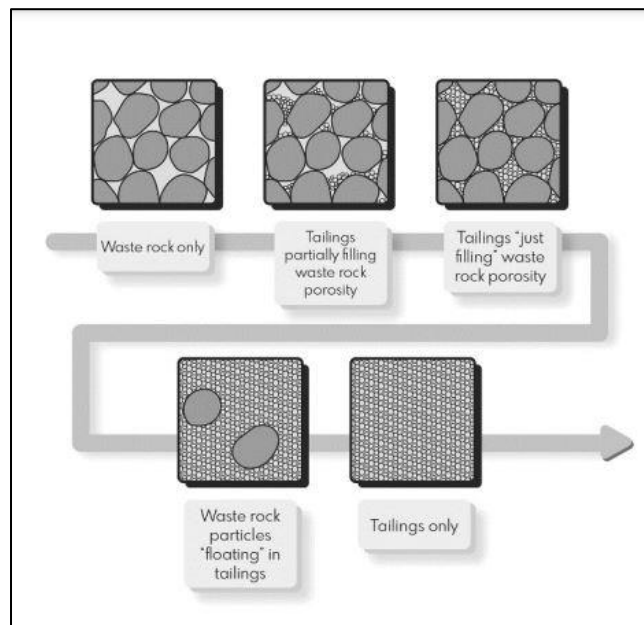 Waste rock only
Tailings
partially filling
waste rock
porosity
Tailings "just
filling" waste
rock porosity
Waste rock
particles
"floating" in
tailings
Tailings only